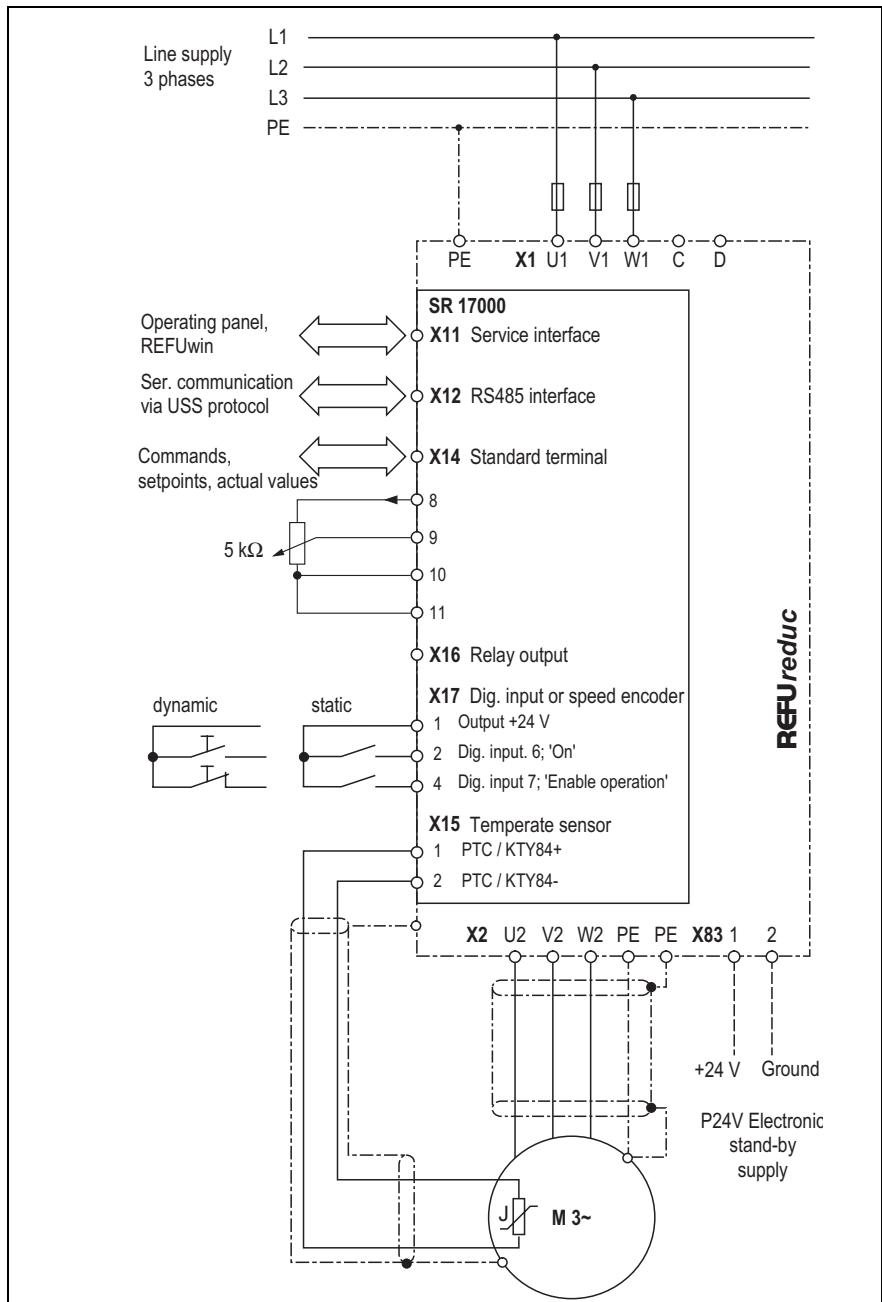 L1
Line supply
3 phases
L2
L3
PE
PE X1 U1 V1 W1 C D
SR 17000
Operating panel,
REFUwin
X11 Service interface
Ser. communication
via USS protocol
X12 RS485 interface
Commands,
setpoints, actual values
X14 Standard terminal
8
5 kΩ
9
10
11
REFUreduc
X16 Relay output
X17 Dig. input or speed encoder
dynamic static
1 Output +24 V
2 Dig. input. 6; 'On'
4 Dig. input 7; 'Enable operation'
X15 Temperate sensor
1 PTC / KTY84+
2 PTC / KTY84-
X2 U2 V2 W2 PE PE X83 1 2
+24 V Ground
P24V Electronic
stand-by
supply
J
M 3~